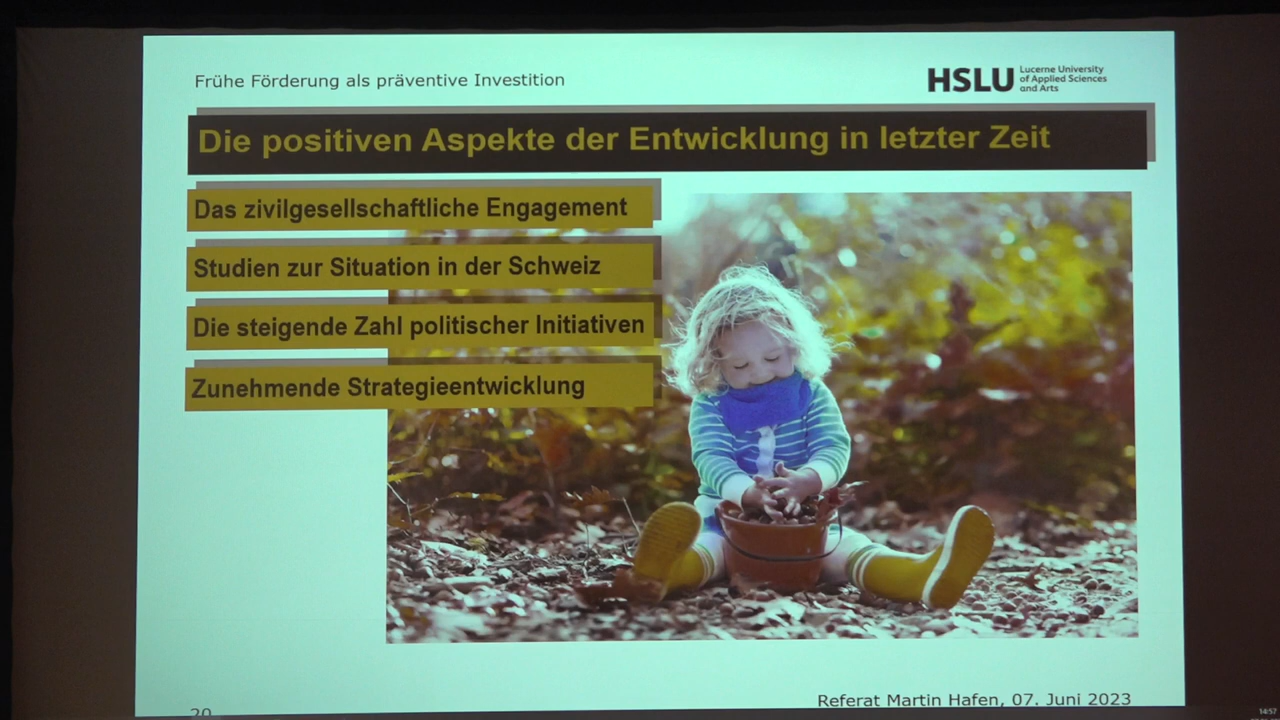 Frühe Förderung als präventive Investition
HSLU Lucerne University
of Applied Sciences
and Arts
Die positiven Aspekte der Entwicklung in letzter Zeit
Das zivilgesellschaftliche Engagement
Studien zur Situation in der Schweiz
Die steigende Zahl politischer Initiativen
Zunehmende Strategieentwicklung
Referat Martin Hafen, 07. Juni 2023
20
14:57